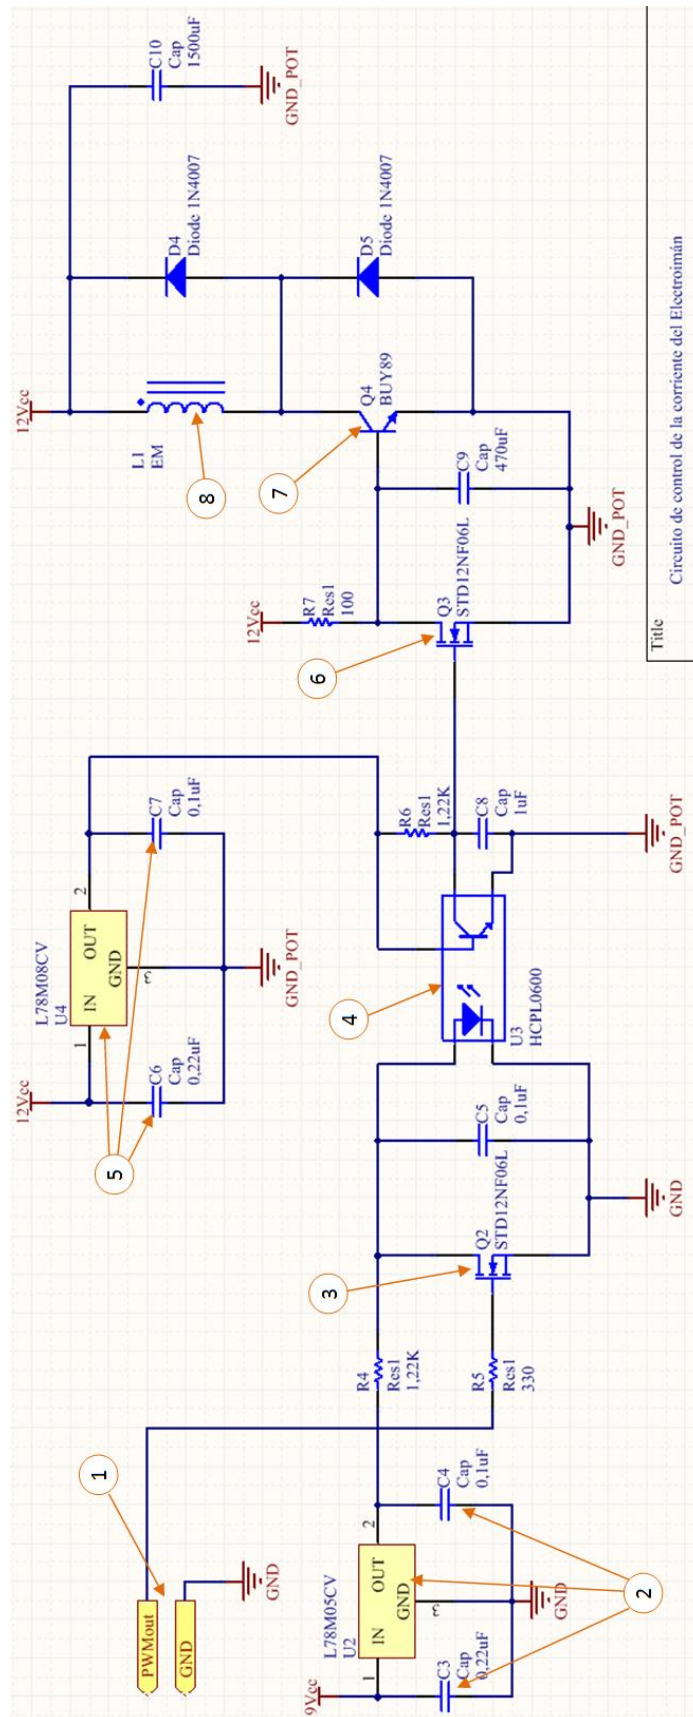 PWMout
GND
GND
1
9Vcc
L78M05CV
U2
1
IN
OUT
2
GND
3
C3
Cap
0,22uF
C4
Cap
0,1uF
GND
2
R4
Res1
1,22K
R5
Res1
330
3
Q2
STD12NF06L
C5
Cap
0,1uF
GND
4
U3
HCPL0600
12Vcc
L78M08CV
U4
1
IN
OUT
2
GND
3
C6
Cap
0,22uF
C7
Cap
0,1uF
GND_POT
5
R6
Res1
1,22K
C8
Cap
1uF
GND_POT
12Vcc
R7
Res1
100
6
Q3
STD12NF06L
C9
Cap
470uF
GND_POT
12Vcc
L1
EM
8
7
Q4
BUY89
D4
Diode 1N4007
D5
Diode 1N4007
C10
Cap
1500uF
GND_POT
Title
Circuito de control de la corriente del Electroimán